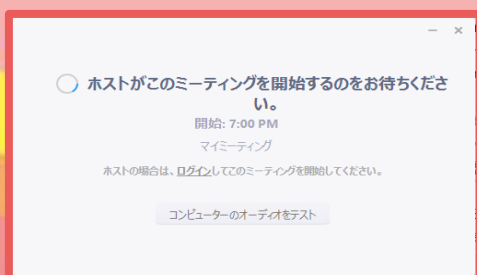 ホストがこのミーティングを開始するのをお待ちくださ
い。
開始: 7:00 PM
マイミーティング
ホストの場合は、ログインしてこのミーティングを開始してください。
コンピューターのオーディオをテスト